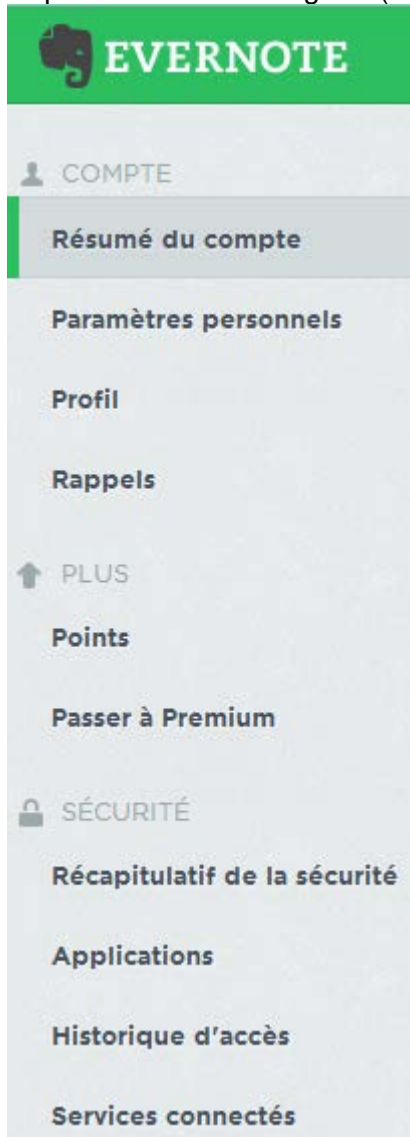 EVERNOTE
COMPTE
Résumé du compte
Paramètres personnels
Profil
Rappels
PLUS
Points
Passer à Premium
SÉCURITÉ
Récapitulatif de la sécurité
Applications
Historique d'accès
Services connectés